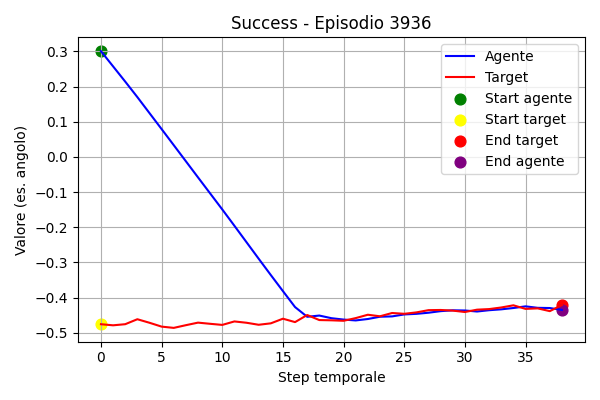 Success - Episodio 3936
Valore (es. angolo)
0.3
0.2
0.1
0.0
−0.1
−0.2
−0.3
−0.4
−0.5
Agente
Target
Start agente
Start target
End target
End agente
0 5 10 15 20 25 30 35
Step temporale